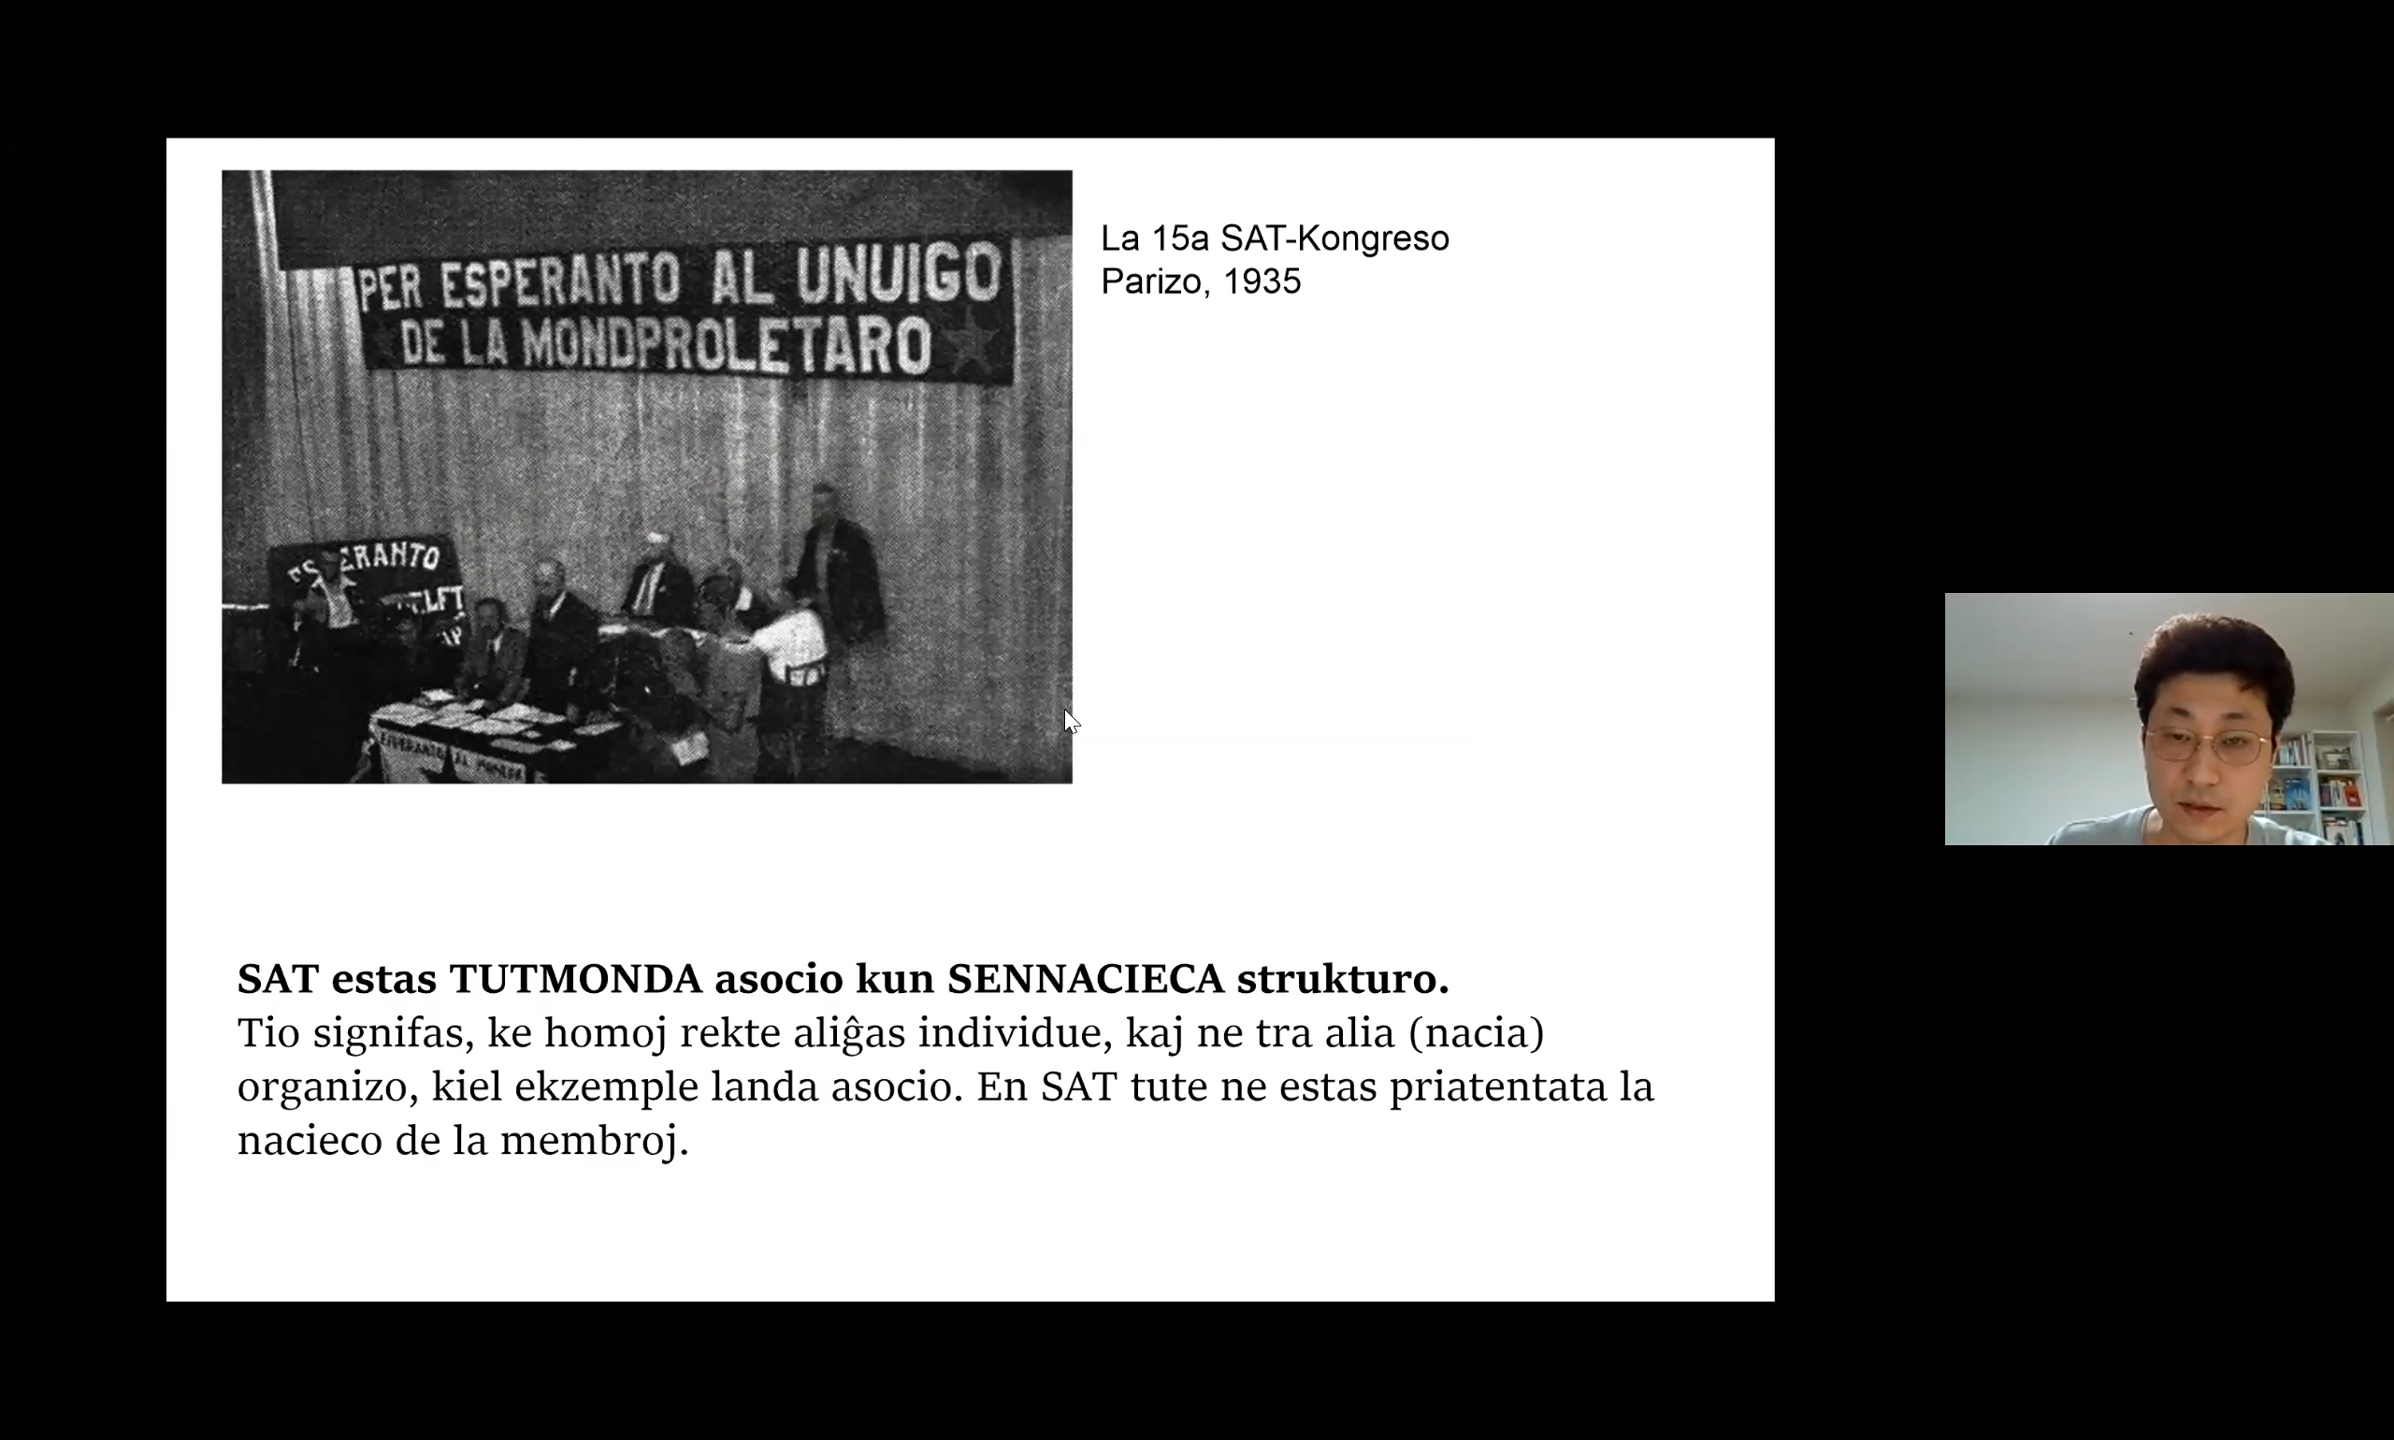 PER ESPERANTO AL UNUIGO
DE LA MONDPROLETARO
La 15a SAT-Kongreso
Parizo, 1935
ESPERANTO
SAT estas TUTMONDA asocio kun SENNACIECA strukturo.
Tio signifas, ke homoj rekte aliĝas individue, kaj ne tra alia (nacia)
organizo, kiel ekzemple landa asocio. En SAT tute ne estas priatentata la
nacieco de la membroj.